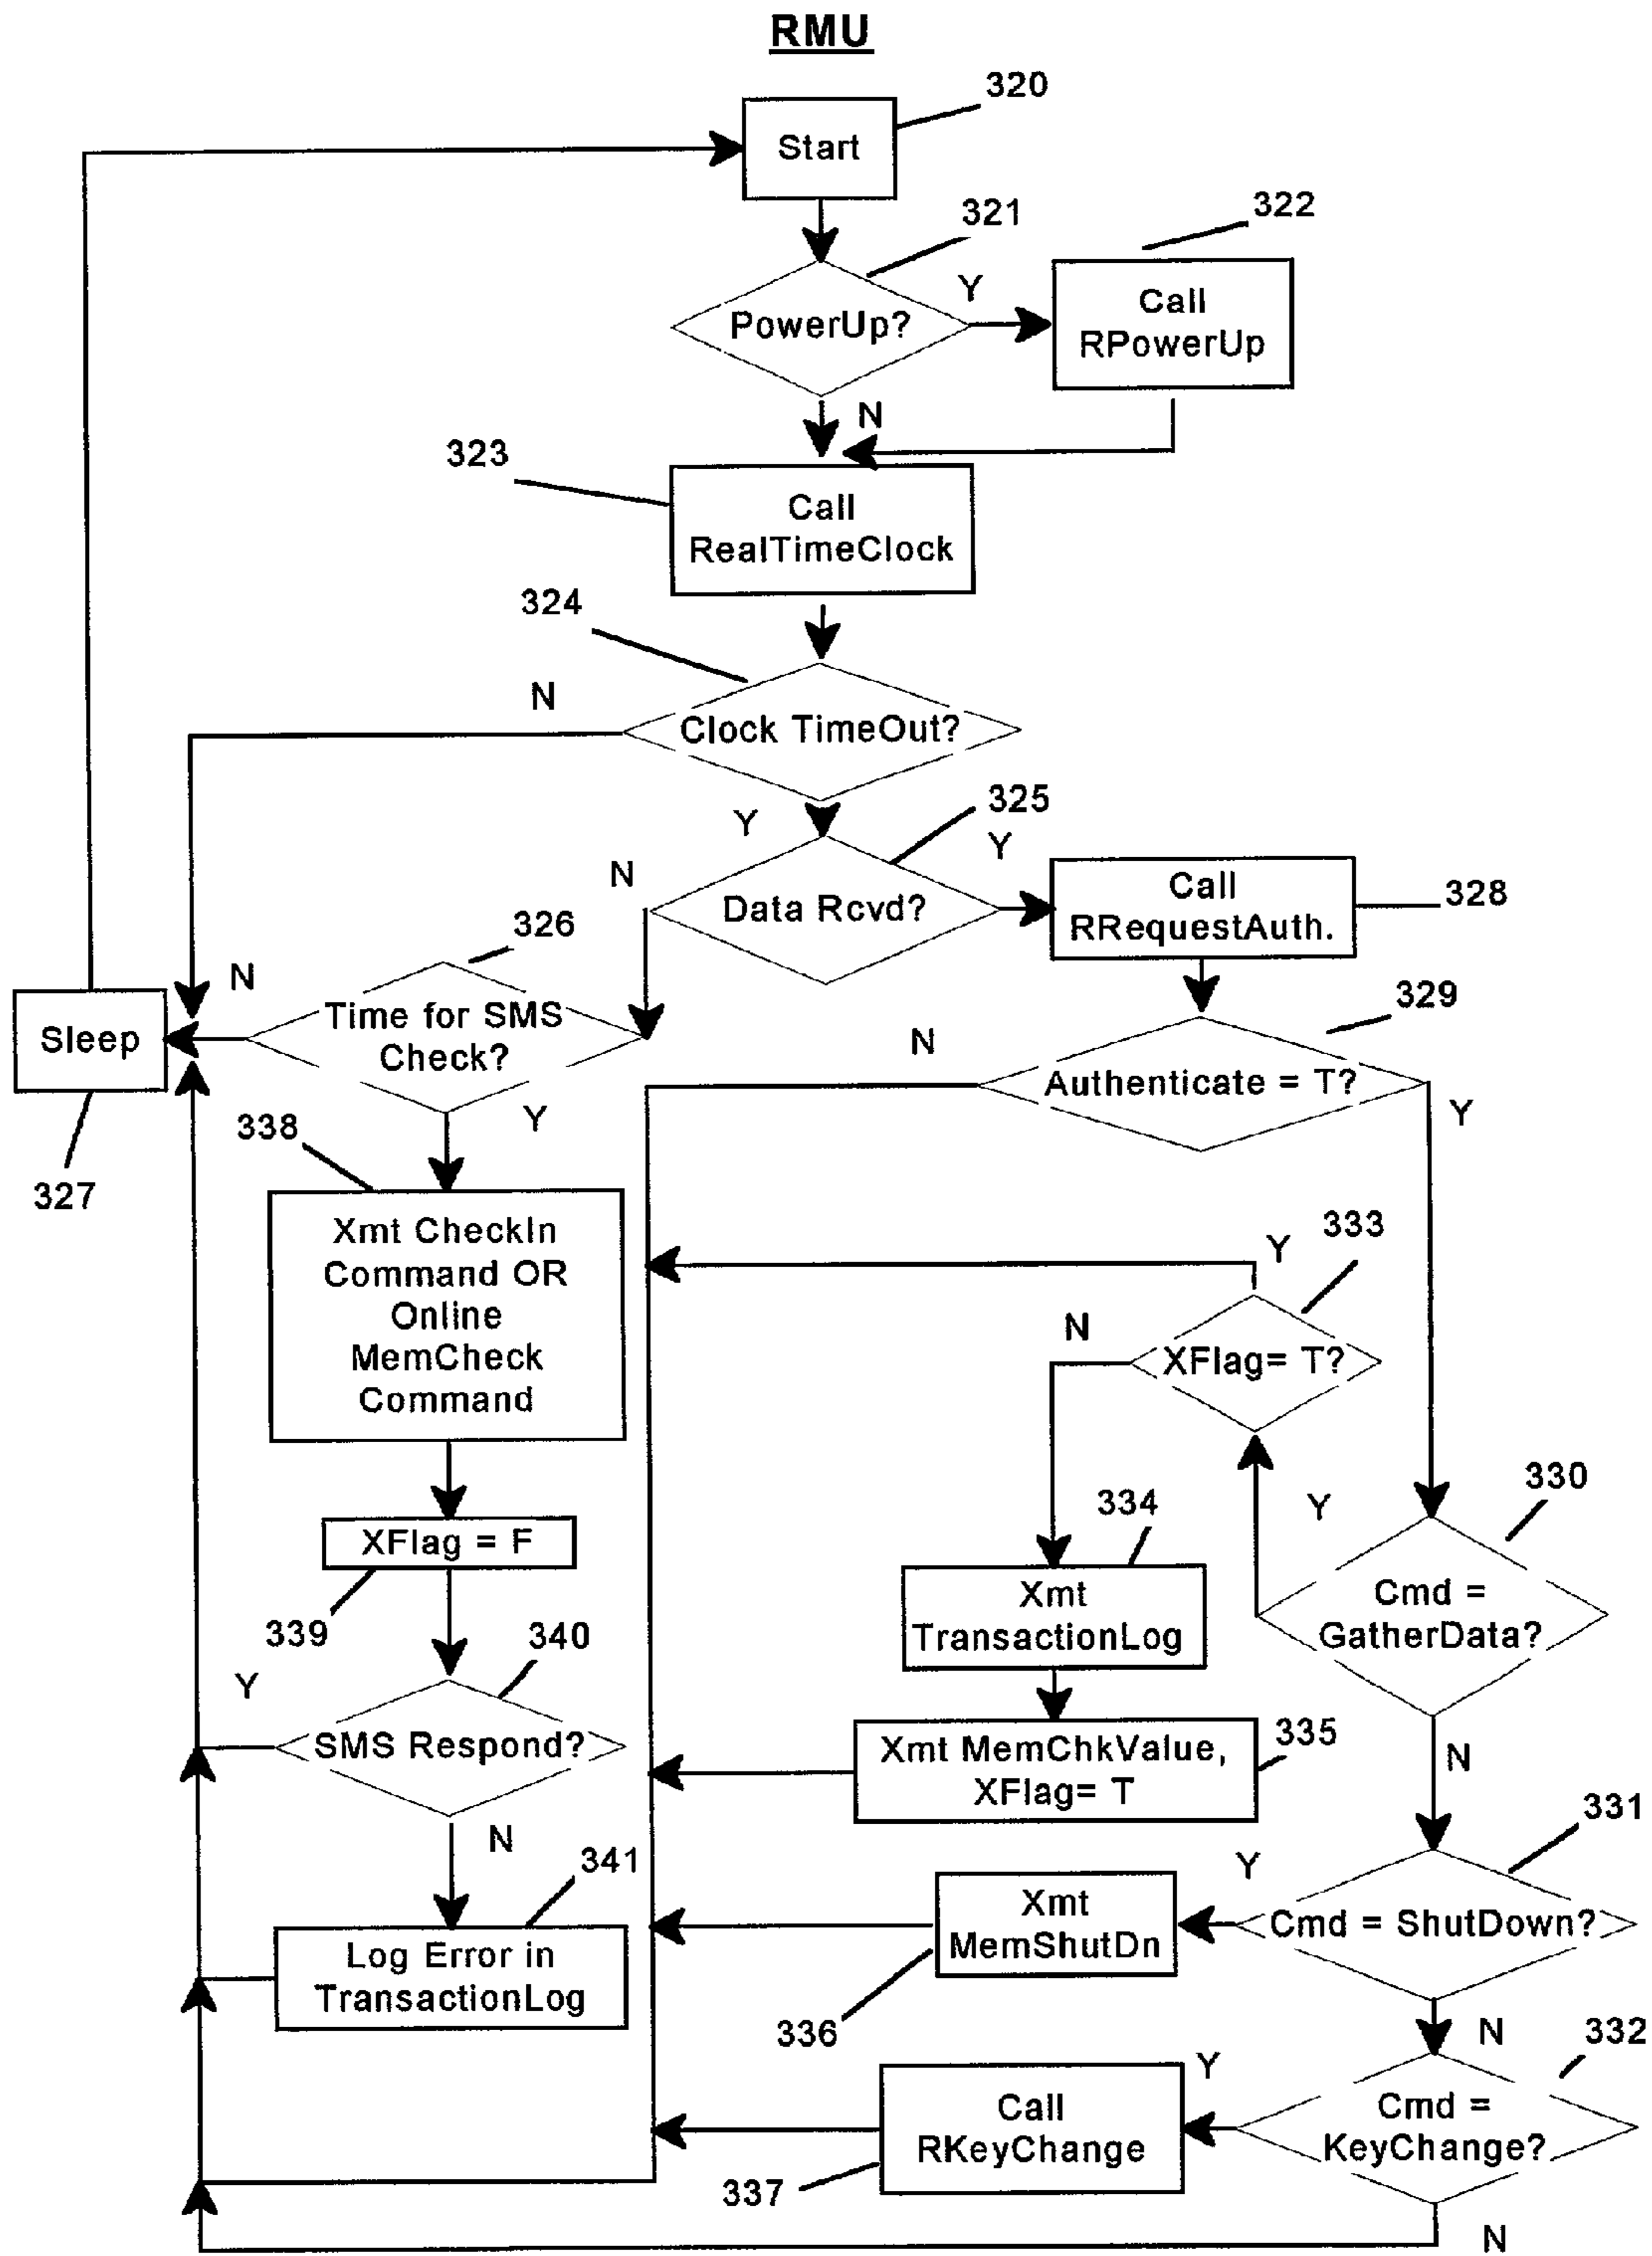 RMU
320
Start
321
322
Y
PowerUp?
Call
RPowerUp
N
323
Call
RealTimeClock
324
N
Clock TimeOut?
325
Y
Y
N
Data Rcvd?
Call
RRequestAuth.
328
326
N
329
Time for SMS
Check?
Sleep
N
Authenticate = T?
Y
Y
338
327
333
Xmt CheckIn
Command OR
Online
MemCheck
Command
Y
N
XFlag= T?
330
334
Y
XFlag = F
Xmt
TransactionLog
Cmd =
GatherData?
339
340
Y
SMS Respond?
335
Xmt MemChkValue,
XFlag= T
N
331
N
341
Y
Log Error in
TransactionLog
Xmt
MemShutDn
Cmd = ShutDown?
336
N
332
Y
Call
RKeyChange
Cmd =
KeyChange?
337
N